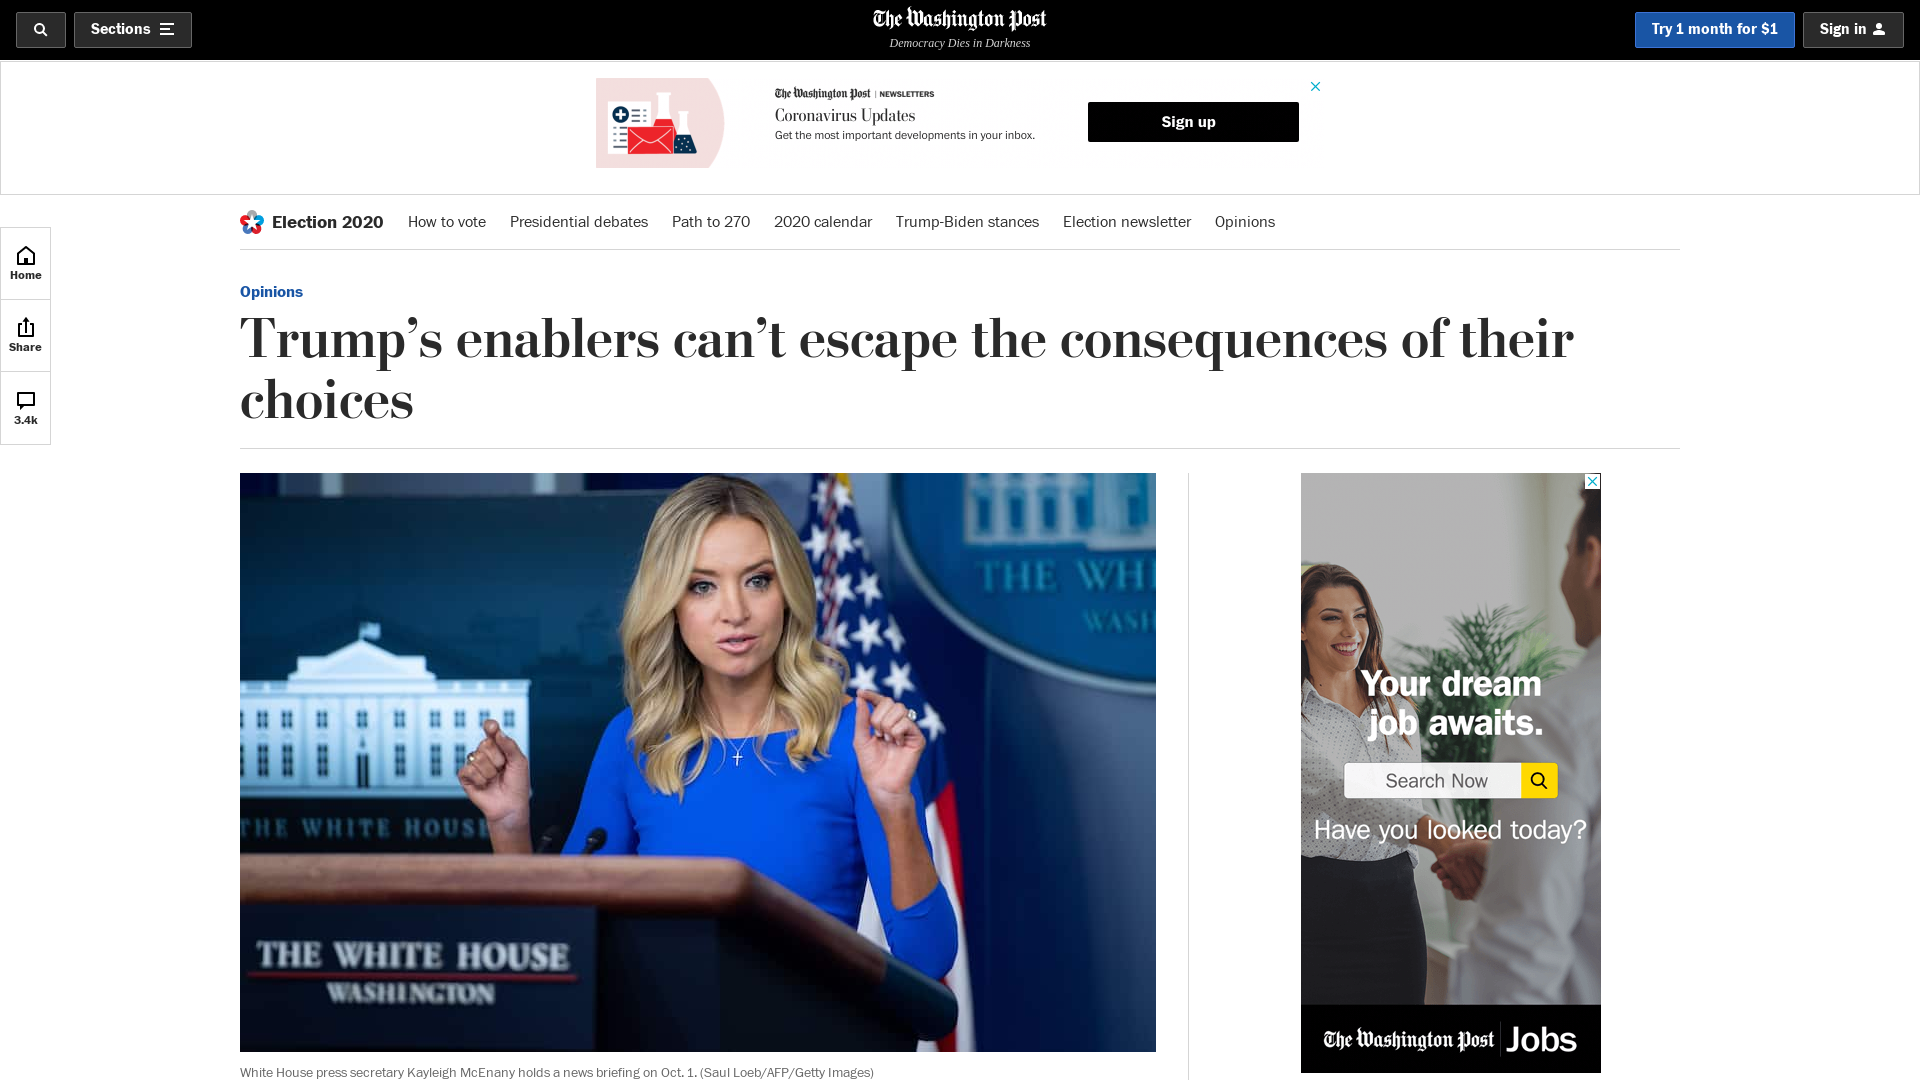 Sections
The Washington Post
Democracy Dies in Darkness
Try 1 month for $1
Sign in
The Washington Post | NEWSLETTERS
Coronavirus Updates
Get the most important developments in your inbox.
Sign up
Election 2020
How to vote
Presidential debates
Path to 270
2020 calendar
Trump-Biden stances
Election newsletter
Opinions
Home
Share
3.4k
Opinions
Trump’s enablers can’t escape the consequences of their
choices
THE WHI
WASH
THE WHITE HOUSE
THE WHITE HOUSE
WASHINGTON
White House press secretary Kayleigh McEnany holds a news briefing on Oct. 1. (Saul Loeb/AFP/Getty Images)
Your dream
job awaits.
Search Now
Have you looked today?
The Washington Post | Jobs